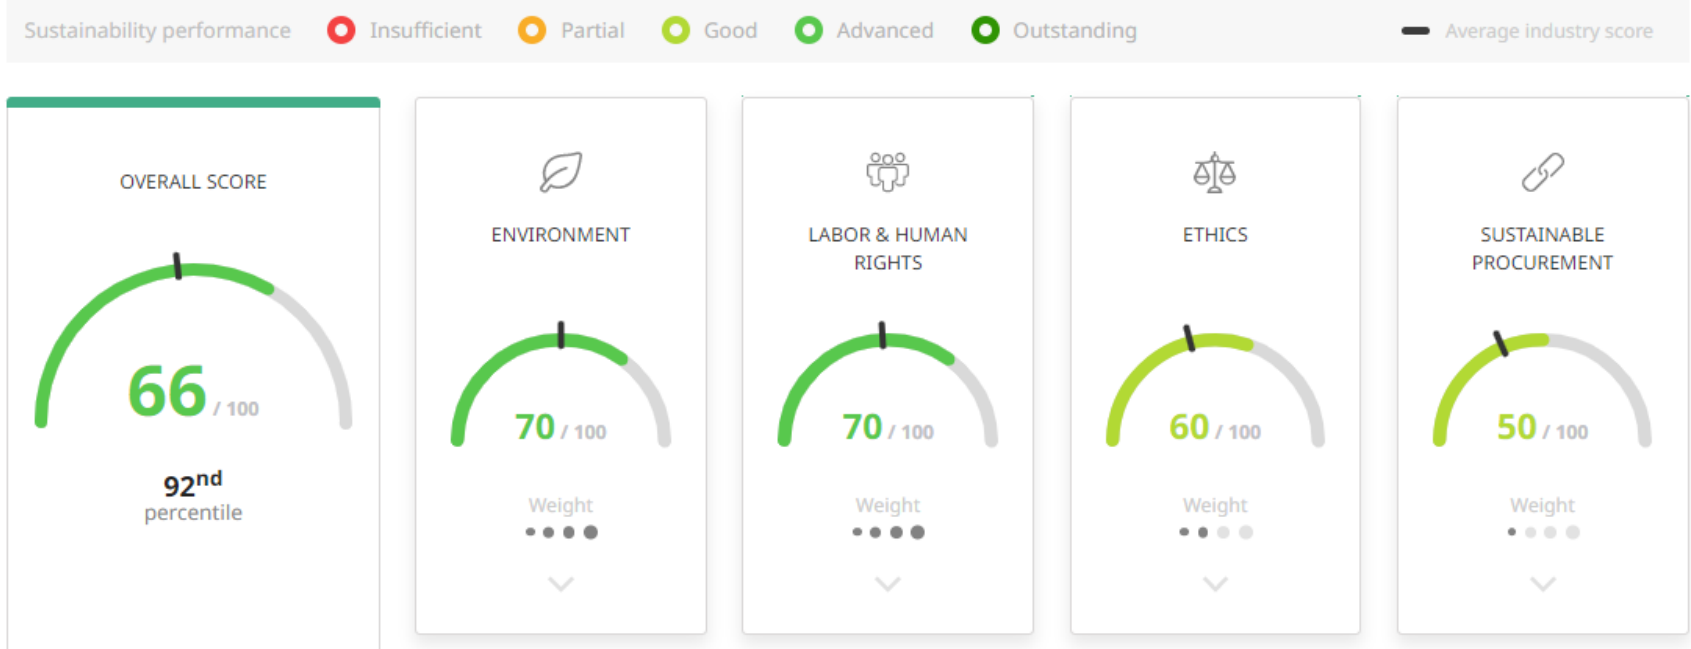 Sustainability performance Insufficient Partial Good Advanced Outstanding Average industry score
OVERALL SCORE
66 / 100
92nd
percentile
ENVIRONMENT
70 / 100
Weight
LABOR & HUMAN
RIGHTS
70 / 100
Weight
ETHICS
60 / 100
Weight
SUSTAINABLE
PROCUREMENT
50 / 100
Weight